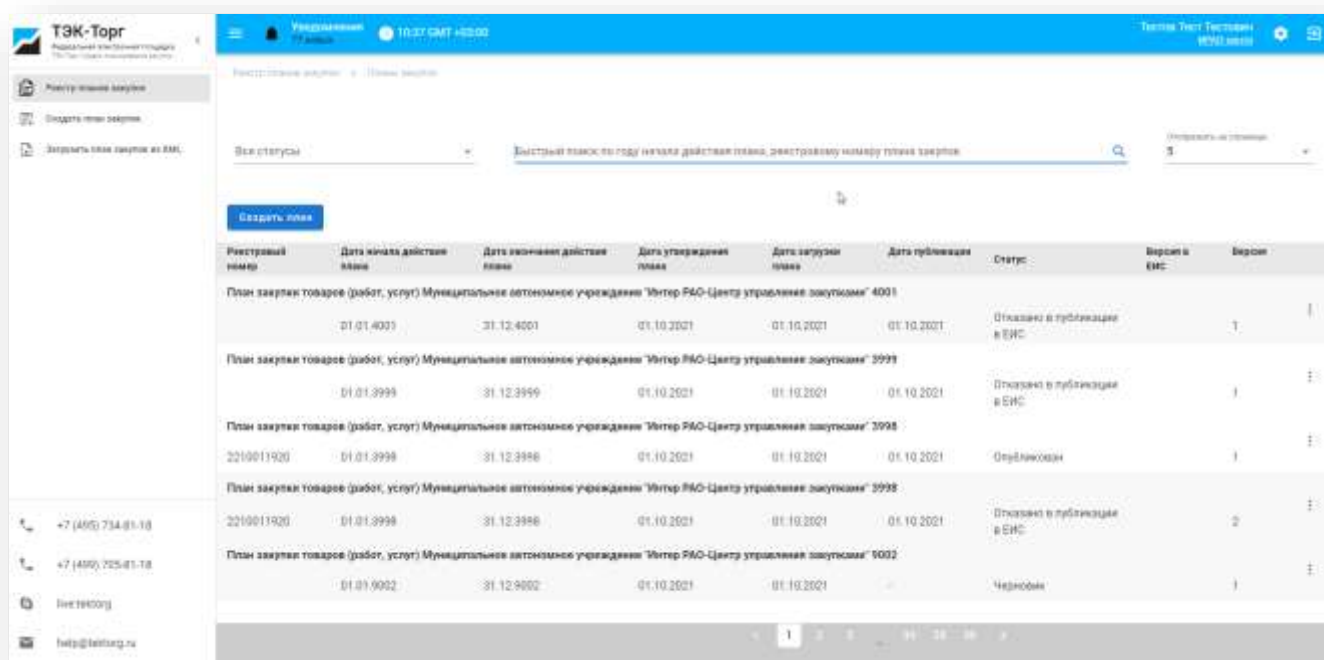 ТЭК-Торг
Федеральная электронная площадка
Уведомления
77 новых
10:37 GMT +03:00
Тестов Тест Тестович
Реестр планов закупок
Создать план закупок
Загрузить план закупок из ЕИС
Реестр планов закупок > Планы закупок
Все статусы
Быстрый поиск по году начала действия плана, реестровому номеру плана закупок
Отображать на странице
5
Создать план
Реестровый номер
Дата начала действия плана
Дата окончания действия плана
Дата утверждения плана
Дата загрузки плана
Дата публикации
Статус
Версия в ЕИС
Версия
План закупки товаров (работ, услуг) Муниципальное автономное учреждение "Интер РАО-Центр управления закупками" 4001
01.01.4001 31.12.4001 01.10.2021 01.10.2021 01.10.2021 Отказано в публикации в ЕИС 1
План закупки товаров (работ, услуг) Муниципальное автономное учреждение "Интер РАО-Центр управления закупками" 3999
01.01.3999 31.12.3999 01.10.2021 01.10.2021 01.10.2021 Отказано в публикации в ЕИС 1
План закупки товаров (работ, услуг) Муниципальное автономное учреждение "Интер РАО-Центр управления закупками" 3998
2210011920 01.01.3998 31.12.3998 01.10.2021 01.10.2021 01.10.2021 Опубликован 1
План закупки товаров (работ, услуг) Муниципальное автономное учреждение "Интер РАО-Центр управления закупками" 3998
2210011920 01.01.3998 31.12.3998 01.10.2021 01.10.2021 01.10.2021 Отказано в публикации в ЕИС 2
План закупки товаров (работ, услуг) Муниципальное автономное учреждение "Интер РАО-Центр управления закупками" 9002
01.01.9002 31.12.9002 01.10.2021 01.10.2021 - Черновик 1
+7 (495) 734-81-18
+7 (499) 705-81-18
live:tektorg
help@tektorg.ru
1 2 3 ...